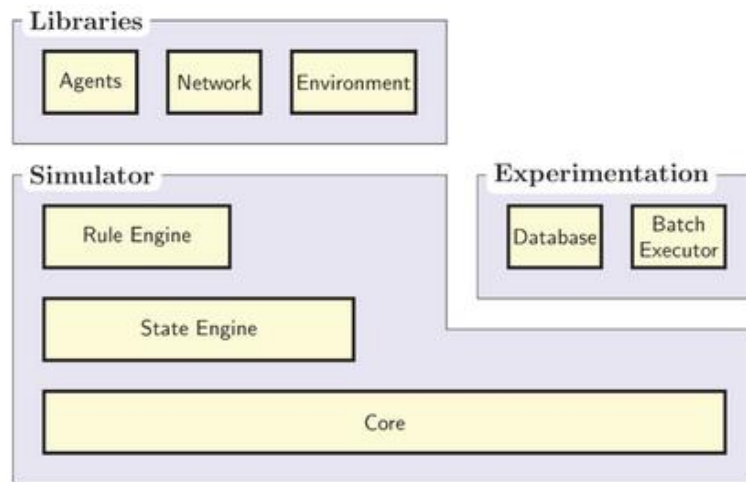 Libraries
Agents
Network
Environment
Simulator
Experimentation
Rule Engine
Database
Batch
Executor
State Engine
Core